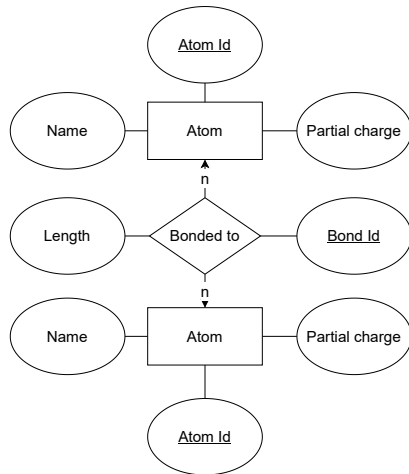 Atom Id
Name
Atom
Partial charge
n
Length
Bonded to
Bond Id
n
Name
Atom
Partial charge
Atom Id